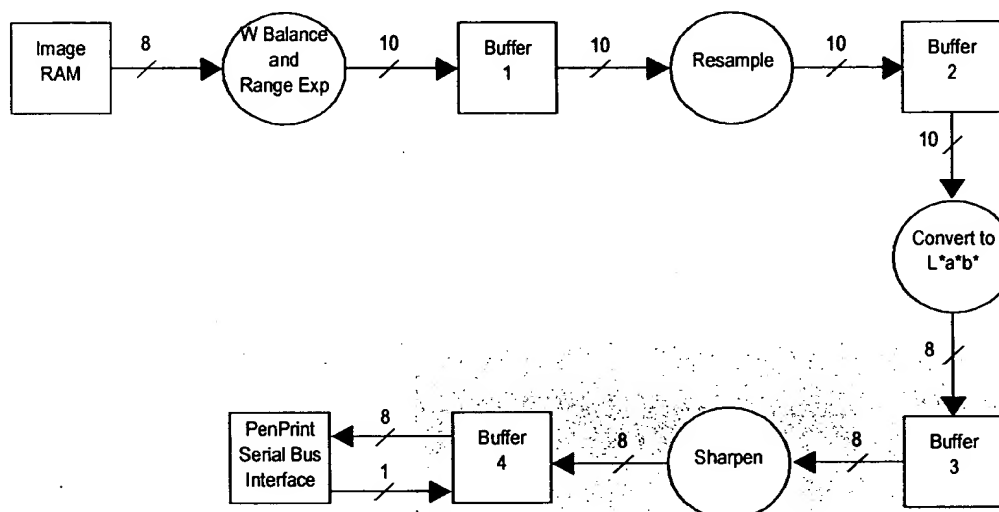 Image
RAM
8
W Balance
and
Range Exp
10
Buffer
1
10
Resample
10
Buffer
2
10
Convert to
L*a*b*
8
Buffer
3
8
Sharpen
8
Buffer
4
8
1
PenPrint
Serial Bus
Interface